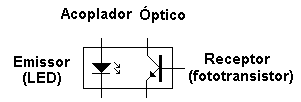 Acoplador Óptico
Emissor
(LED)
Receptor
(fototransistor)